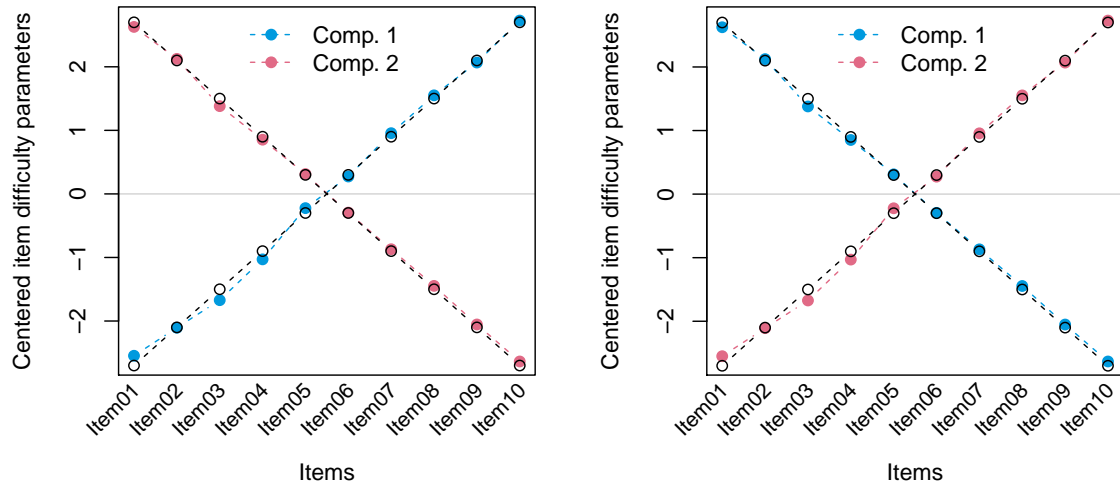 Centered item difficulty parameters
2
1
0
−1
−2
Comp. 1
Comp. 2
Item01
Item02
Item03
Item04
Item05
Item06
Item07
Item08
Item09
Item10
Items
Centered item difficulty parameters
2
1
0
−1
−2
Comp. 1
Comp. 2
Item01
Item02
Item03
Item04
Item05
Item06
Item07
Item08
Item09
Item10
Items